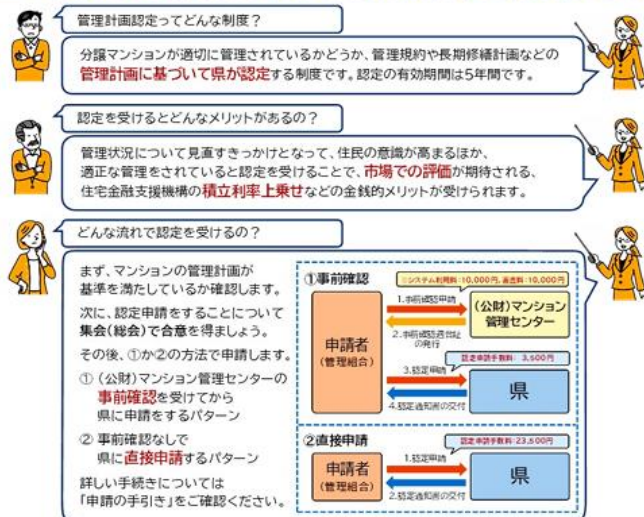 管理計画認定ってどんな制度？
分譲マンションが適切に管理されているかどうか、管理規約や長期修繕計画などの
管理計画に基づいて県が認定する制度です。認定の有効期間は5年間です。
認定を受けるとどんなメリットがあるの？
管理状況について見直すきっかけとなって、住民の意識が高まるほか、
適正な管理をされていると認定を受けることで、市場での評価が期待される、
住宅金融支援機構の積立利率上乗せなどの金銭的メリットが受けられます。
どんな流れで認定を受けるの？
まず、マンションの管理計画が
基準を満たしているか確認します。
次に、認定申請をすることについて
集会(総会)で合意を得ましょう。
その後、①か②の方法で申請します。
① (公財)マンション管理センターの
事前確認を受けてから
県に申請をするパターン
② 事前確認なしで
県に直接申請するパターン
詳しい手続きについては
「申請の手引き」をご確認ください。
①事前確認
システム利用料：10,000円、審査料：10,000円
申請者
(管理組合)
1.事前確認申請
2.事前確認適合証
の発行
(公財)マンション
管理センター
認定申請手数料：3,600円
3.認定申請
4.認定通知書の交付
県
②直接申請
認定申請手数料：23,600円
申請者
(管理組合)
1.認定申請
2.認定通知書の交付
県